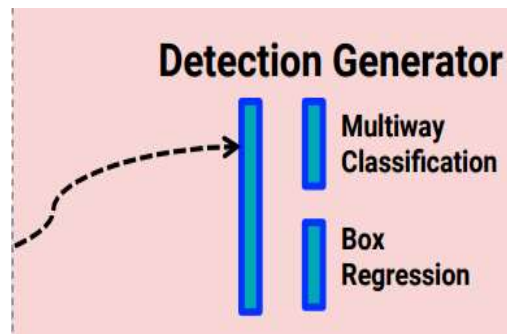 Detection Generator
Multiway
Classification
Box
Regression